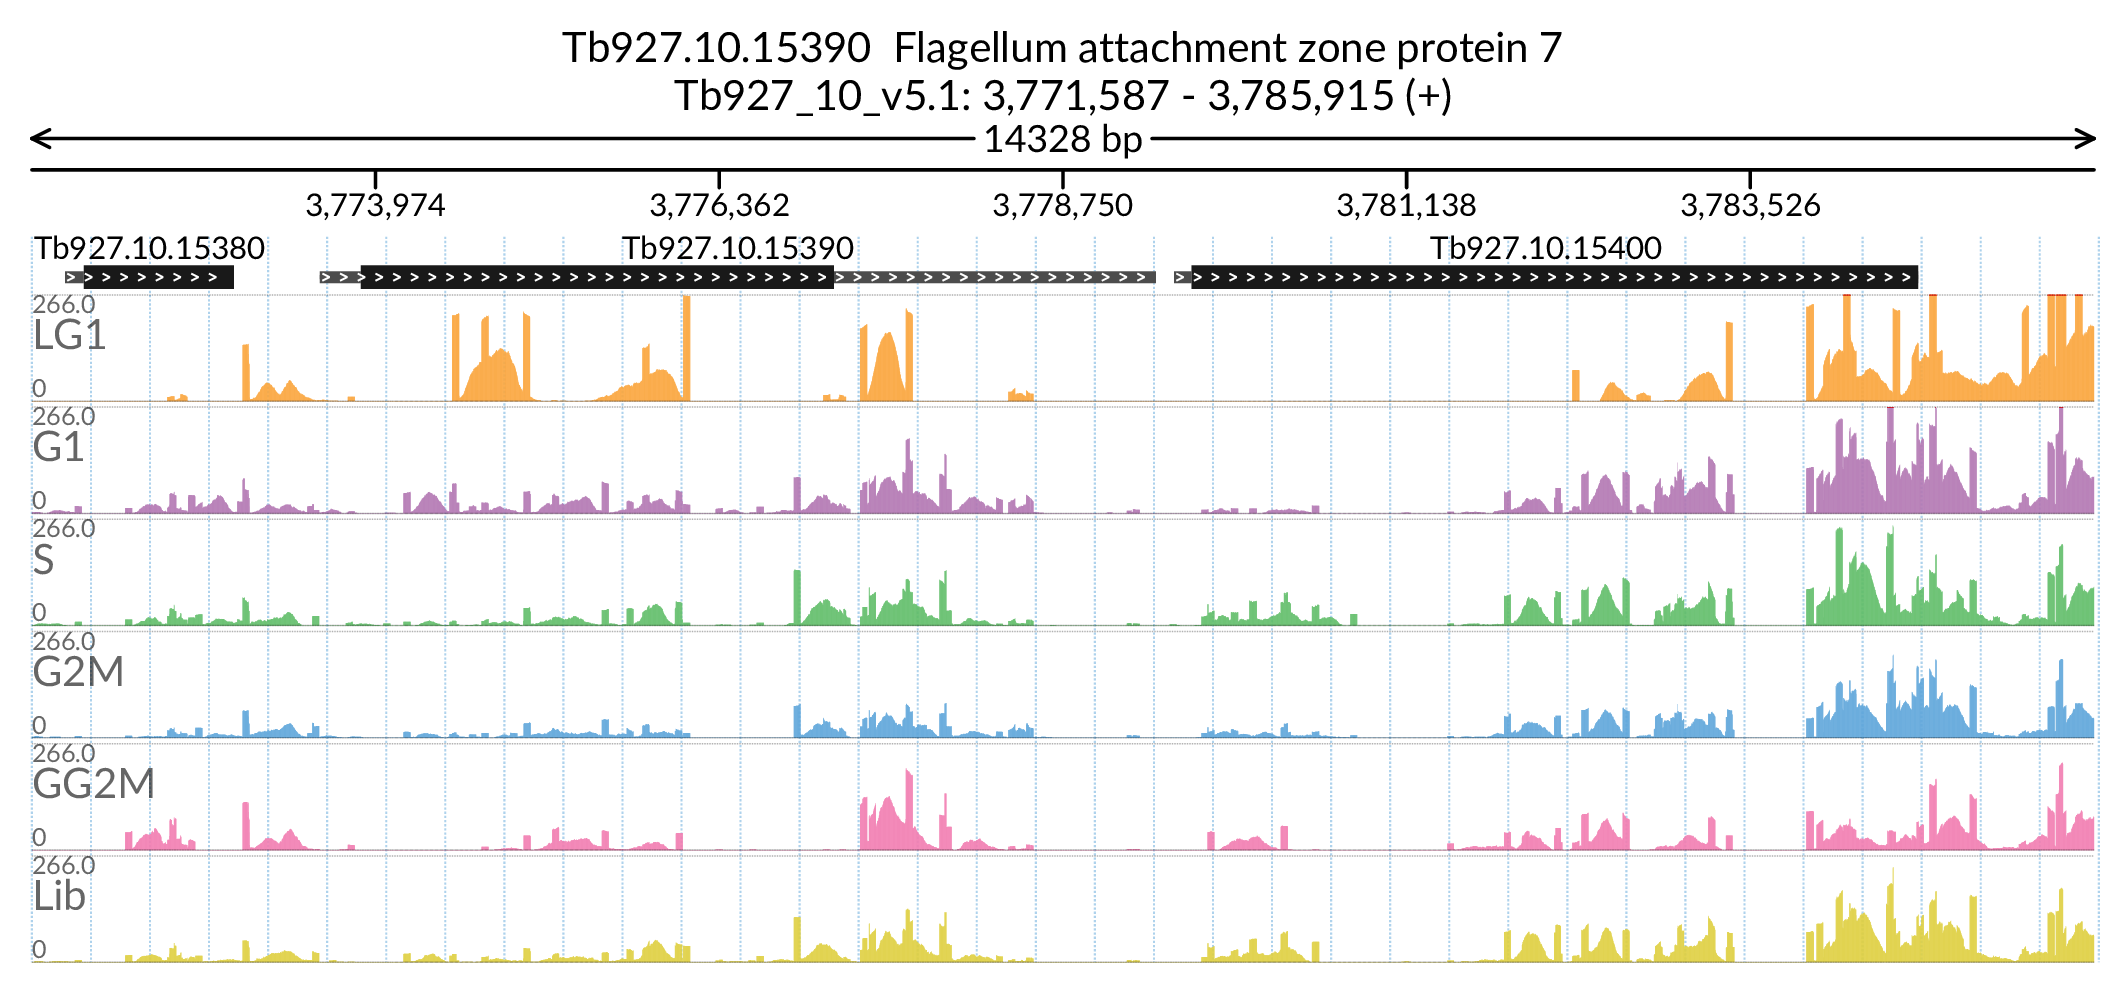 Tb927.10.15390  Flagellum attachment zone protein 7
Tb927_10_v5.1: 3,771,587 - 3,785,915 (+)
14328 bp
3,773,974 3,776,362 3,778,750 3,781,138 3,783,526
Tb927.10.15380 Tb927.10.15390 Tb927.10.15400
266.0
LG1
0
266.0
G1
0
266.0
S
0
266.0
G2M
0
266.0
GG2M
0
266.0
Lib
0